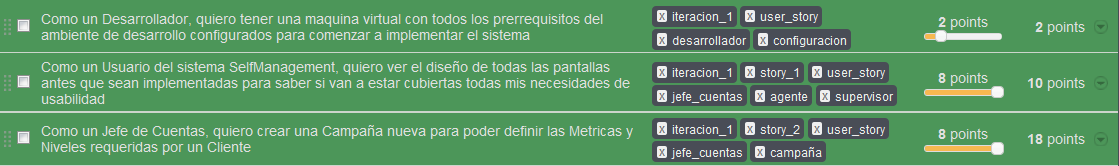 Como un Desarrollador, quiero tener una maquina virtual con todos los prerrequisitos del
ambiente de desarrollo configurados para comenzar a implementar el sistema
x iteracion_1 x user_story
x desarrollador x configuracion
2 points
2 points
Como un Usuario del sistema SelfManagement, quiero ver el diseño de todas las pantallas
antes que sean implementadas para saber si van a estar cubiertas todas mis necesidades de
usabilidad
x iteracion_1 x story_1 x user_story
x jefe_cuentas x agente x supervisor
8 points
10 points
Como un Jefe de Cuentas, quiero crear una Campaña nueva para poder definir las Metricas y
Niveles requeridas por un Cliente
x iteracion_1 x story_2 x user_story
x jefe_cuentas x campaña
8 points
18 points